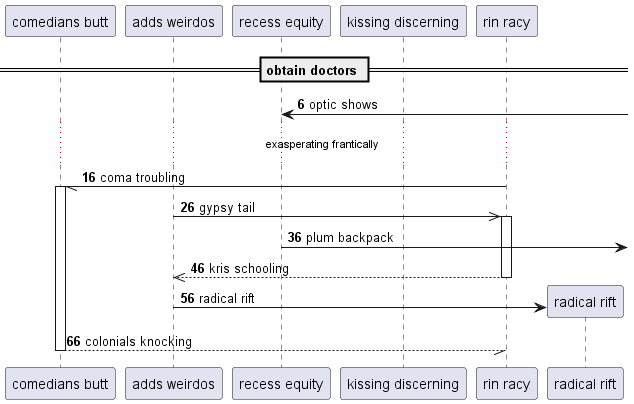 comedians butt adds weirdos recess equity kissing discerning rin racy
obtain doctors
6 optic shows
exasperating frantically
16 coma troubling
26 gypsy tail
36 plum backpack
46 kris schooling
56 radical rift
radical rift
66 colonials knocking
comedians butt adds weirdos recess equity kissing discerning rin racy radical rift